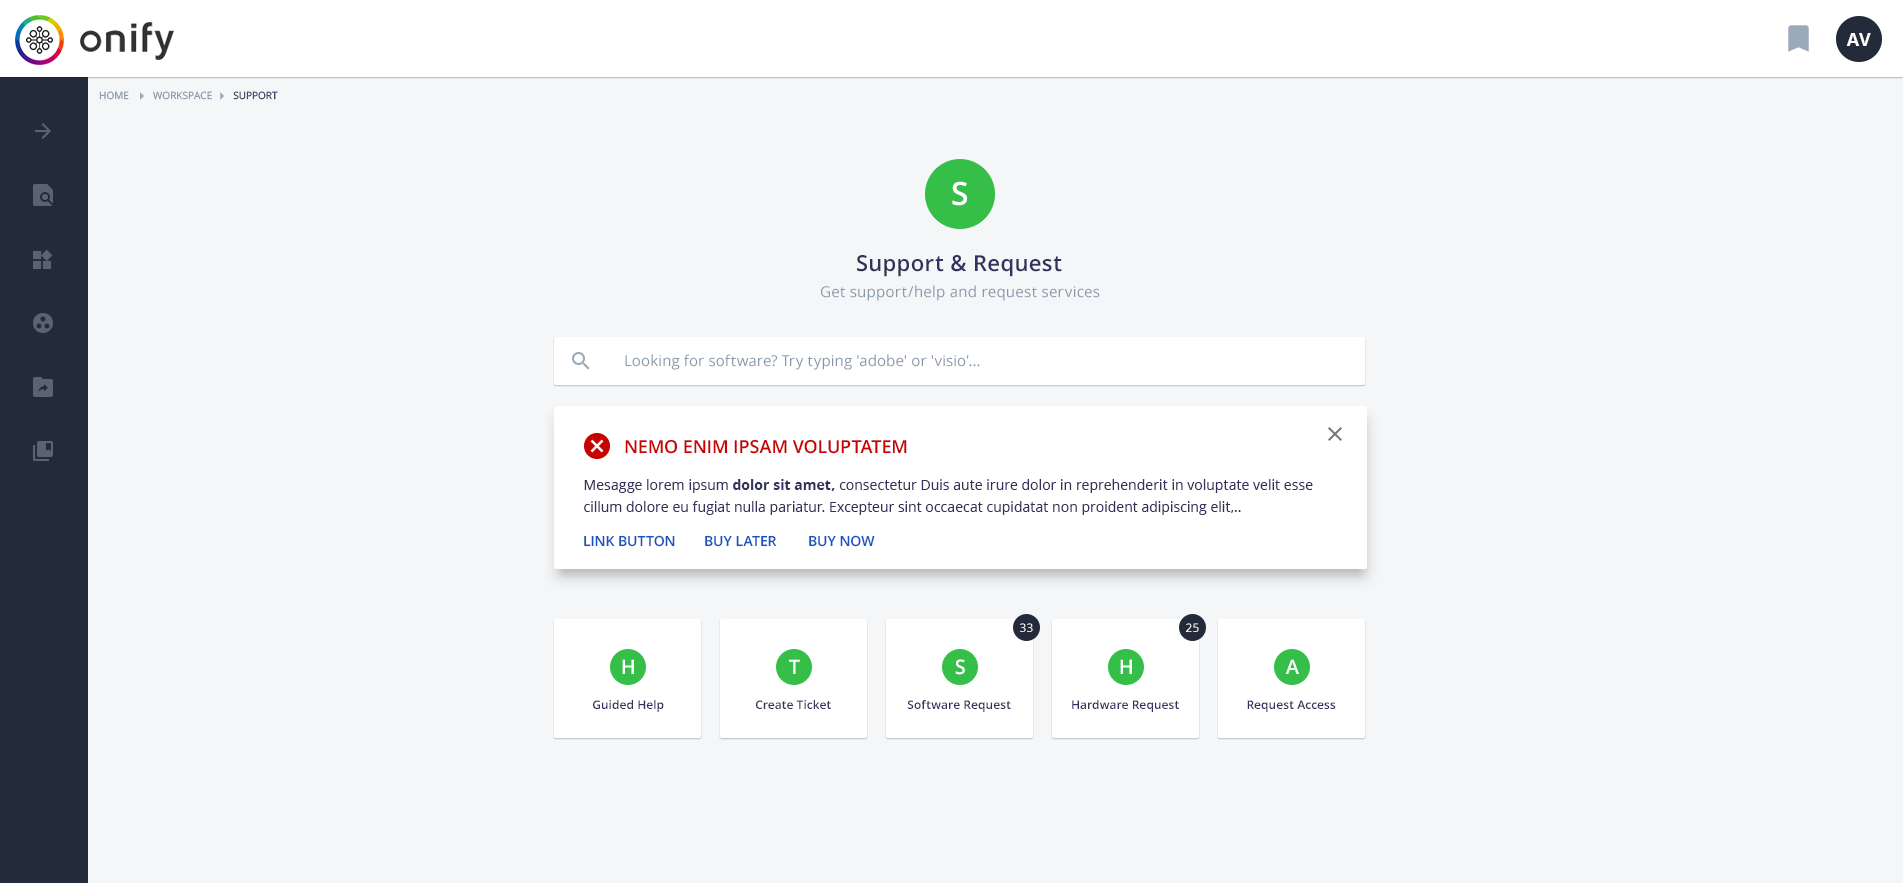 onify
AV
HOME WORKSPACE SUPPORT
S
Support & Request
Get support/help and request services
Looking for software? Try typing 'adobe' or 'visio'...
NEMO ENIM IPSAM VOLUPTATEM
Mesagge lorem ipsum dolor sit amet, consectetur Duis aute irure dolor in reprehenderit in voluptate velit esse
cillum dolore eu fugiat nulla pariatur. Excepteur sint occaecat cupidatat non proident adipiscing elit,..
LINK BUTTON BUY LATER BUY NOW
H
Guided Help
T
Create Ticket
33
S
Software Request
25
H
Hardware Request
A
Request Access